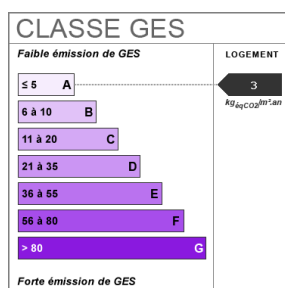 CLASSE GES
Faible émission de GES
LOGEMENT
≤ 5 A
3
kgéqCO2/m².an
6 à 10 B
11 à 20 C
21 à 35 D
36 à 55 E
56 à 80 F
> 80 G
Forte émission de GES